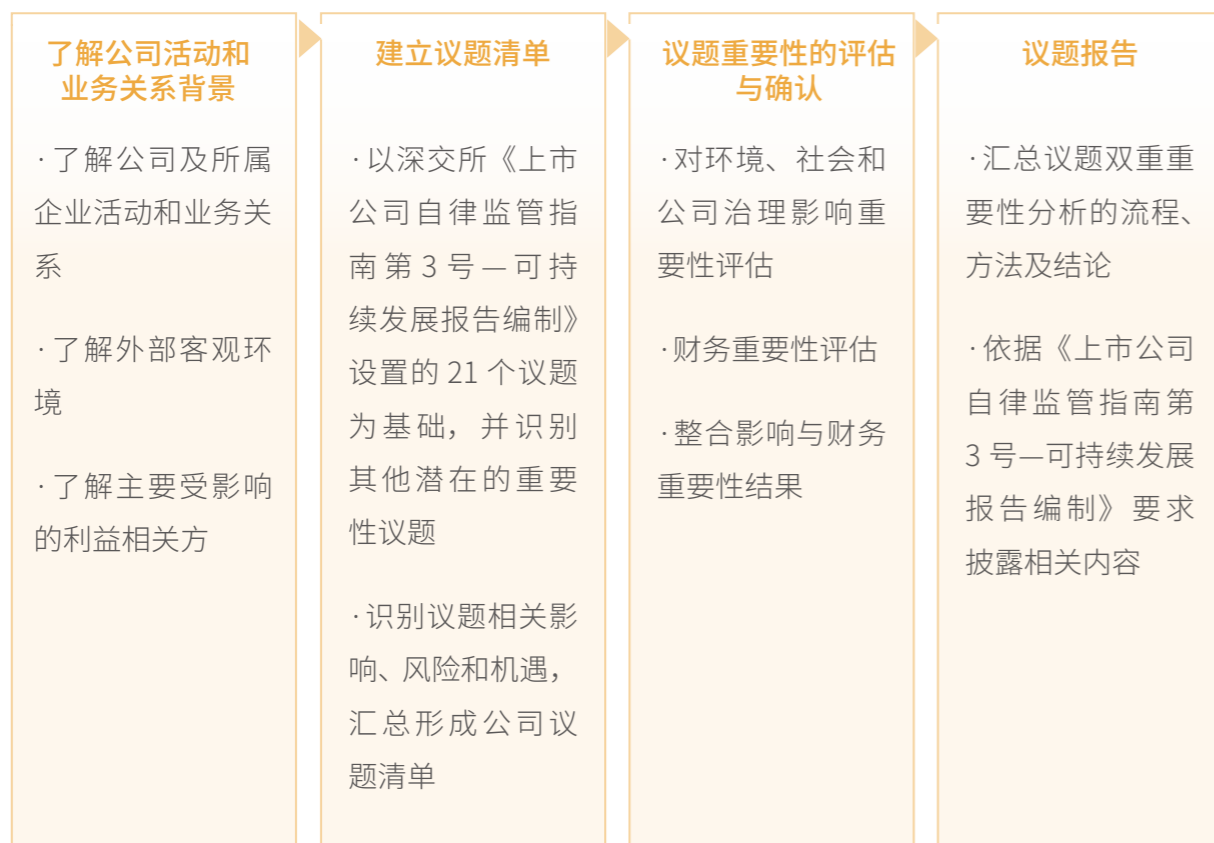 了解公司活动和
业务关系背景
·了解公司及所属
企业活动和业务关
系
·了解外部客观环
境
·了解主要受影响
的利益相关方
建立议题清单
·以深交所《上市
公司自律监管指
南第3号—可持
续发展报告编制》
设置的21个议题
为基础，并识别
其他潜在的重要
性议题
·识别议题相关影
响、风险和机遇，
汇总形成公司议
题清单
议题重要性的评估
与确认
·对环境、社会和
公司治理影响重
要性评估
·财务重要性评估
·整合影响与财务
重要性结果
议题报告
·汇总议题双重重
要性分析的流程、
方法及结论
·依据《上市公司
自律监管指南第
3号—可持续发展
报告编制》要求
披露相关内容